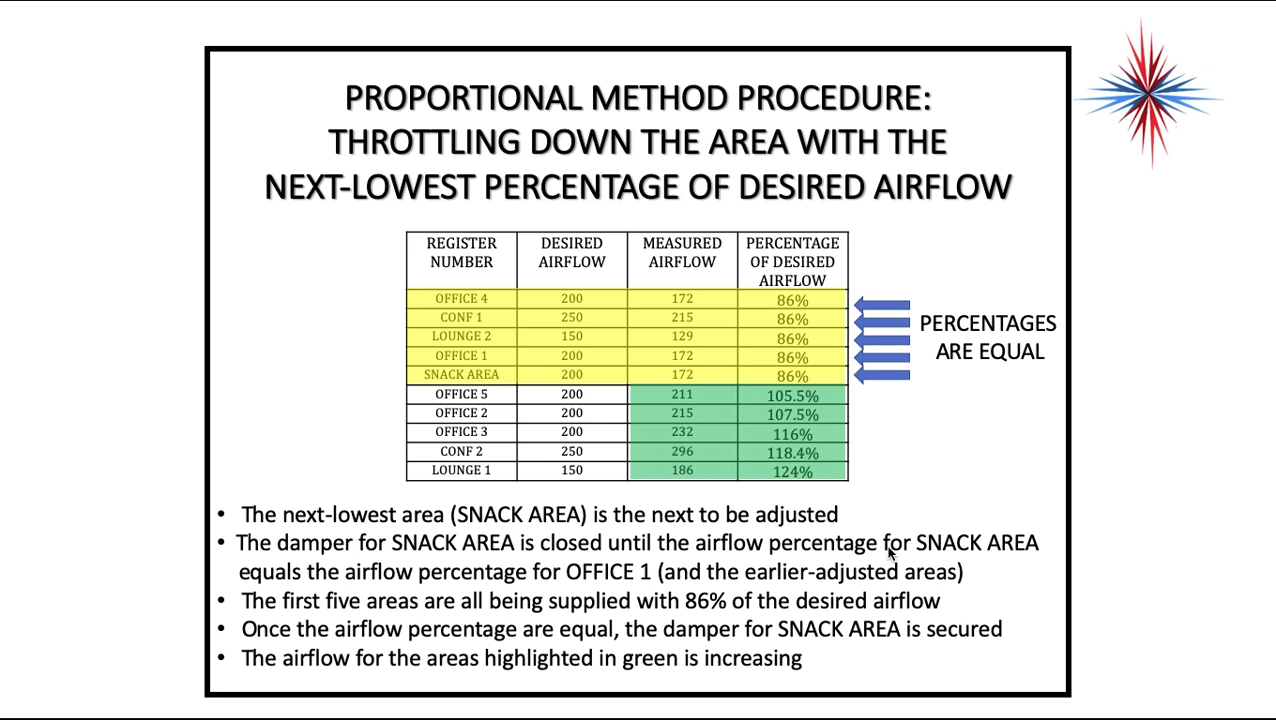 PROPORTIONAL METHOD PROCEDURE:
THROTTLING DOWN THE AREA WITH THE
NEXT-LOWEST PERCENTAGE OF DESIRED AIRFLOW
REGISTER NUMBER DESIRED AIRFLOW MEASURED AIRFLOW PERCENTAGE OF DESIRED AIRFLOW
OFFICE 4 200 172 86%
CONF 1 250 215 86%
LOUNGE 2 150 129 86%
OFFICE 1 200 172 86%
SNACK AREA 200 172 86%
OFFICE 5 200 211 105.5%
OFFICE 2 200 215 107.5%
OFFICE 3 200 232 116%
CONF 2 250 296 118.4%
LOUNGE 1 150 186 124%
PERCENTAGES
ARE EQUAL
• The next-lowest area (SNACK AREA) is the next to be adjusted
• The damper for SNACK AREA is closed until the airflow percentage for SNACK AREA
equals the airflow percentage for OFFICE 1 (and the earlier-adjusted areas)
• The first five areas are all being supplied with 86% of the desired airflow
• Once the airflow percentage are equal, the damper for SNACK AREA is secured
• The airflow for the areas highlighted in green is increasing